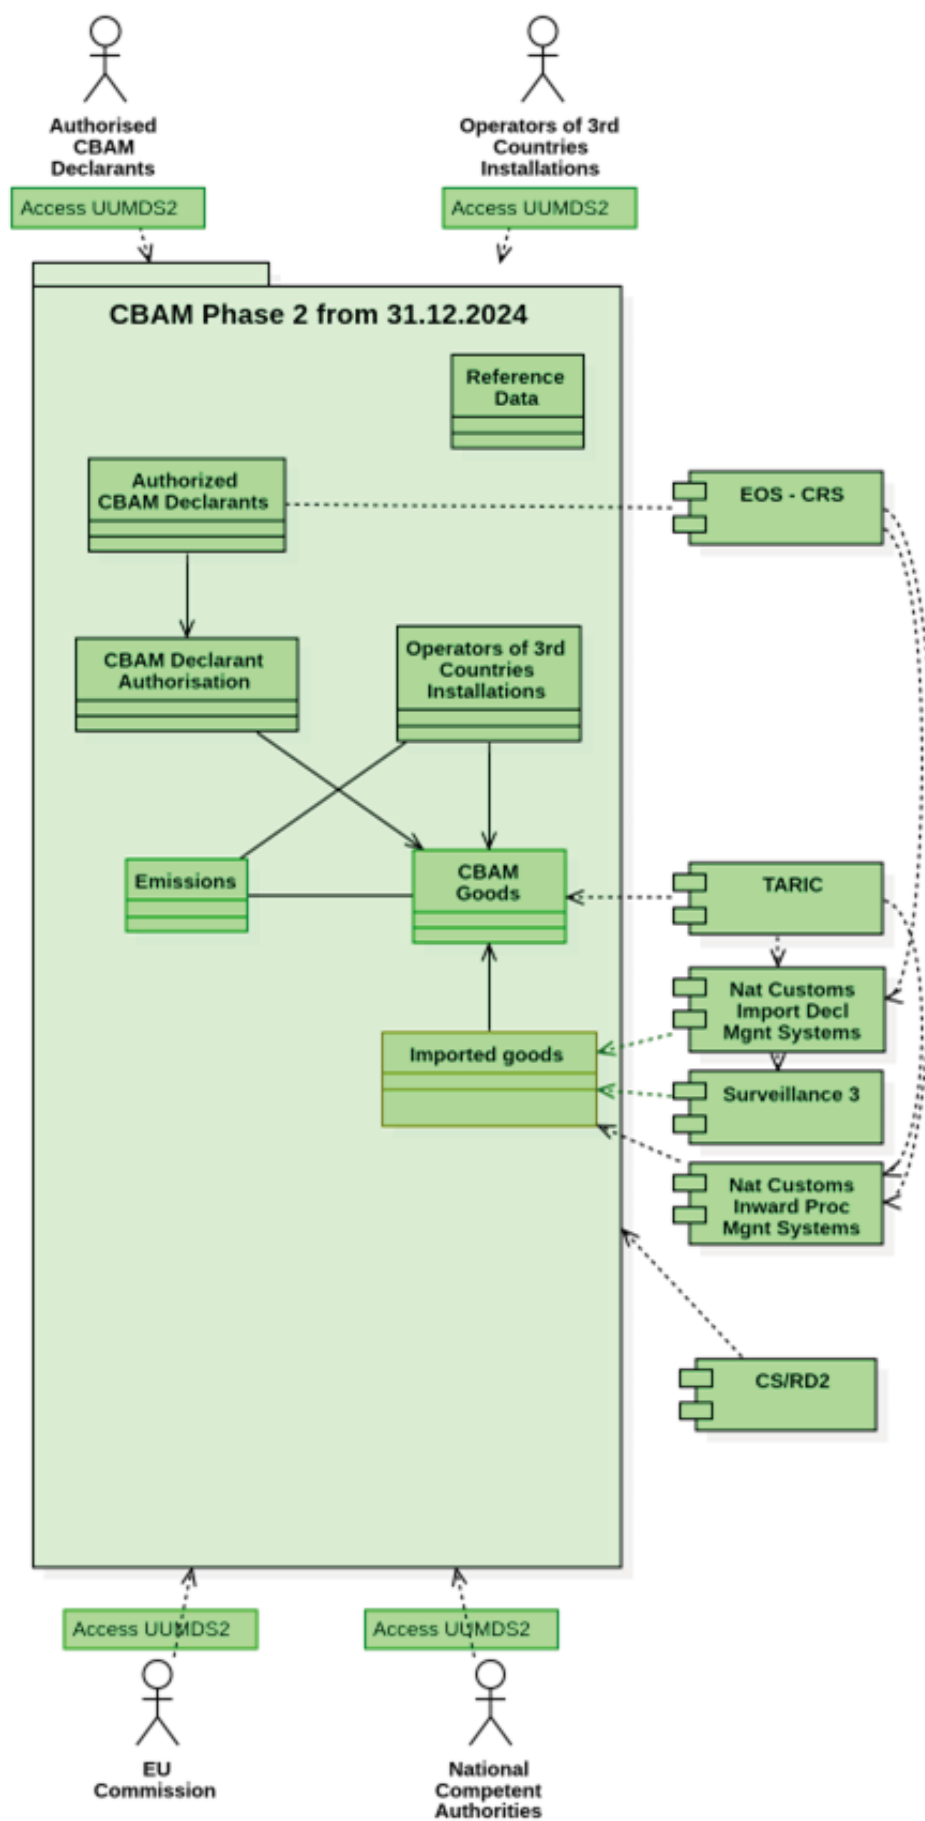 Authorised
CBAM
Declarants
Access UUMDS2
Operators of 3rd
Countries
Installations
Access UUMDS2
CBAM Phase 2 from 31.12.2024
Reference
Data
Authorized
CBAM Declarants
EOS - CRS
CBAM Declarant
Authorisation
Operators of 3rd
Countries
Installations
Emissions
CBAM
Goods
TARIC
Nat Customs
Import Decl
Mgnt Systems
Imported goods
Surveillance 3
Nat Customs
Inward Proc
Mgnt Systems
CS/RD2
Access UUMDS2
Access UUMDS2
EU
Commission
National
Competent
Authorities